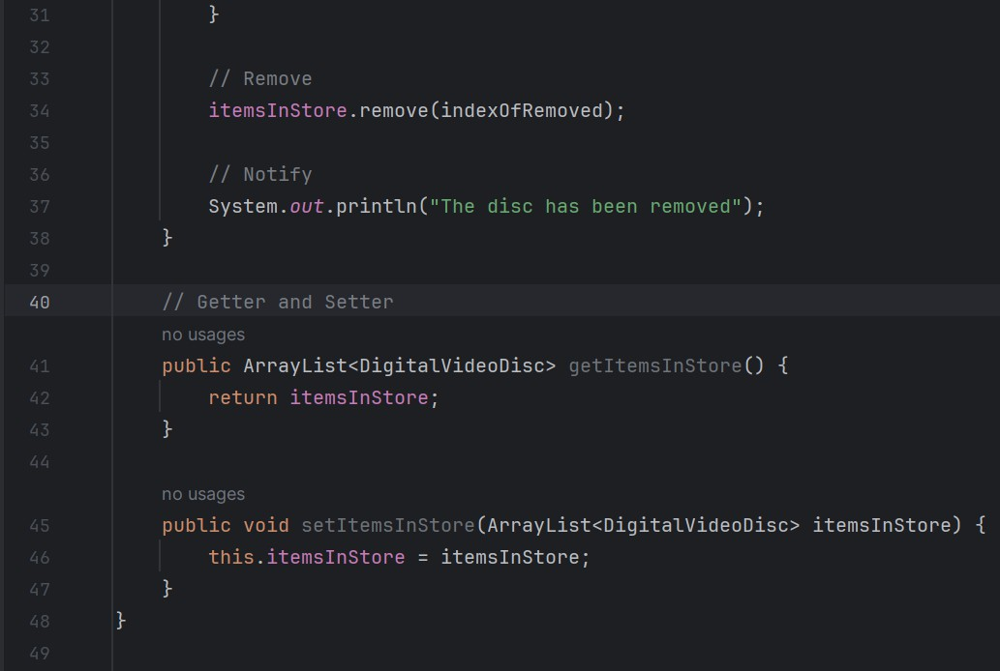 31 }
32
33 // Remove
34 itemsInStore.remove(indexOfRemoved);
35
36 // Notify
37 System.out.println("The disc has been removed");
38 }
39
40 // Getter and Setter
no usages
41 public ArrayList<DigitalVideoDisc> getItemsInStore() {
42 return itemsInStore;
43 }
44
no usages
45 public void setItemsInStore(ArrayList<DigitalVideoDisc> itemsInStore) {
46 this.itemsInStore = itemsInStore;
47 }
48 }
49